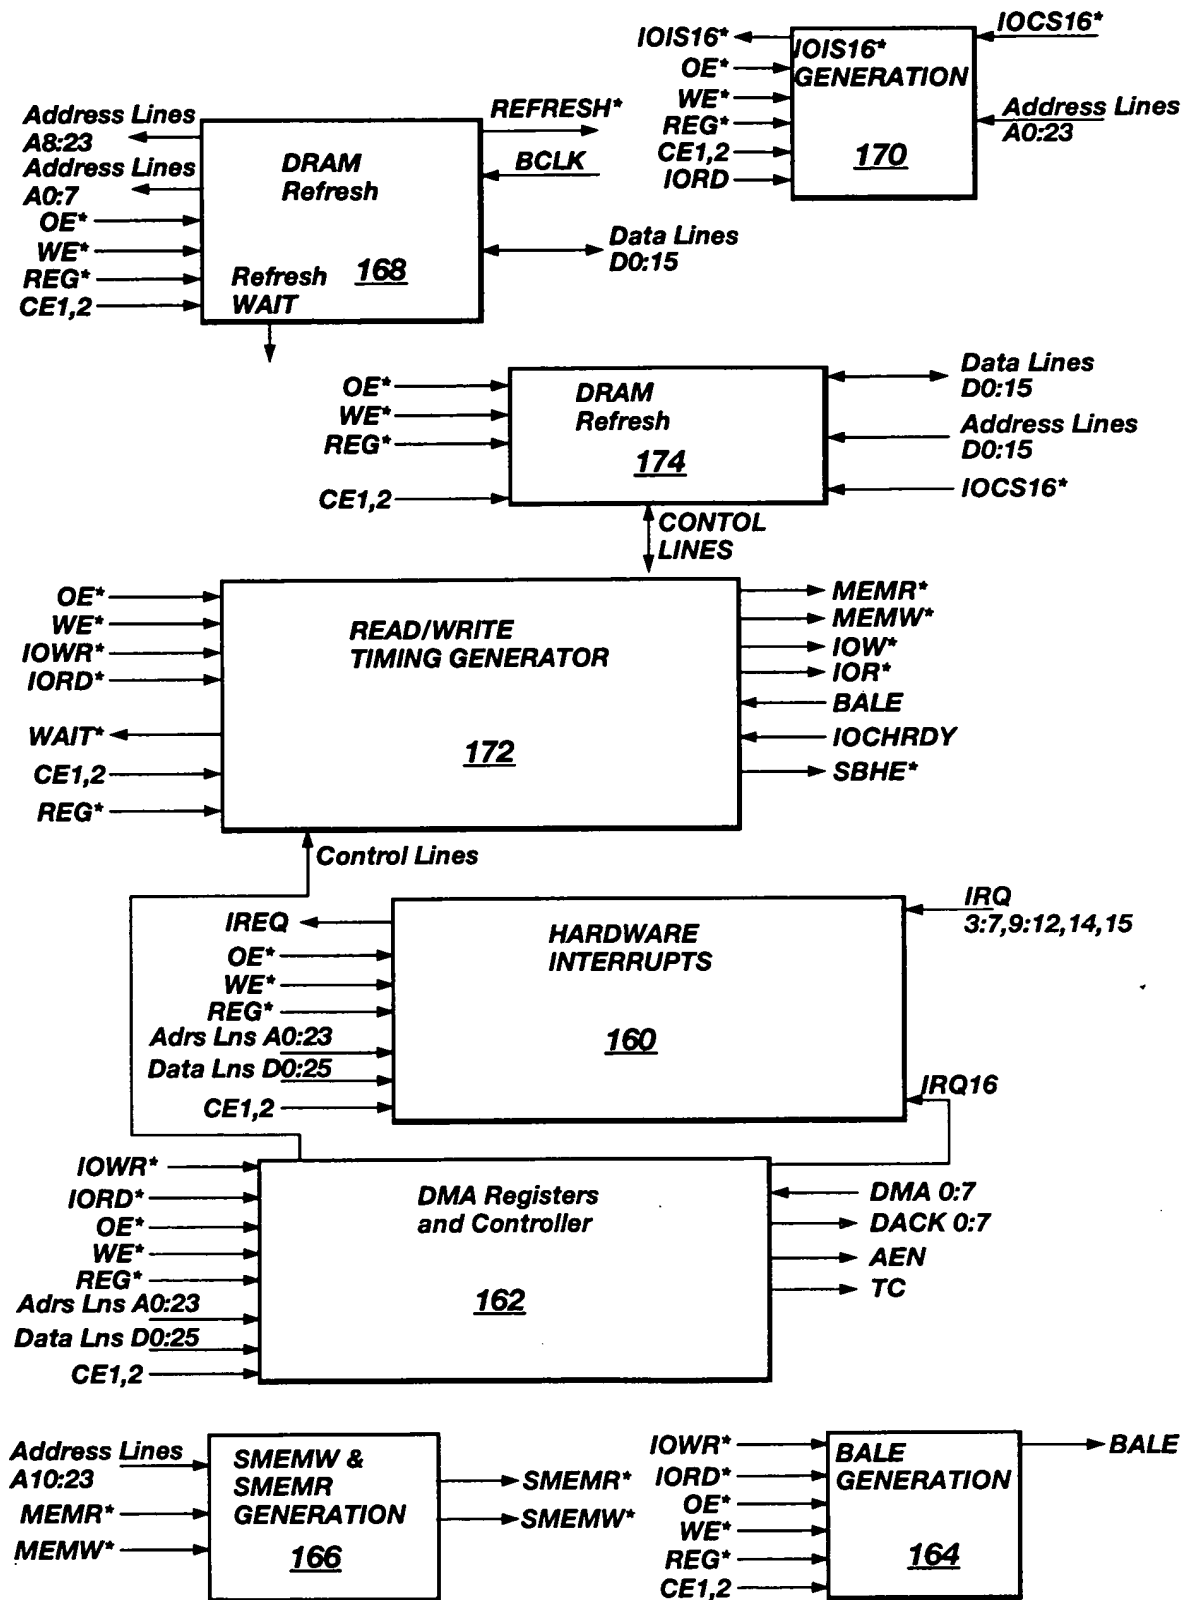 IOIS16*
OE*
WE*
REG*
CE1,2
IORD
IOIS16*
GENERATION
170
IOCS16*
Address Lines
A0:23
Address Lines
A8:23
Address Lines
A0:7
OE*
WE*
REG*
CE1,2
DRAM
Refresh
168
Refresh
WAIT
REFRESH*
BCLK
Data Lines
D0:15
OE*
WE*
REG*
CE1,2
DRAM
Refresh
174
Data Lines
D0:15
Address Lines
D0:15
IOCS16*
CONTOL
LINES
OE*
WE*
IOWR*
IORD*
WAIT*
CE1,2
REG*
READ/WRITE
TIMING GENERATOR
172
MEMR*
MEMW*
IOW*
IOR*
BALE
IOCHRDY
SBHE*
Control Lines
IREQ
OE*
WE*
REG*
Adrs Lns A0:23
Data Lns D0:25
CE1,2
HARDWARE
INTERRUPTS
160
IRQ
3:7,9:12,14,15
IRQ16
IOWR*
IORD*
OE*
WE*
REG*
Adrs Lns A0:23
Data Lns D0:25
CE1,2
DMA Registers
and Controller
162
DMA 0:7
DACK 0:7
AEN
TC
Address Lines
A10:23
MEMR*
MEMW*
SMEMW &
SMEMR
GENERATION
166
SMEMR*
SMEMW*
IOWR*
IORD*
OE*
WE*
REG*
CE1,2
BALE
GENERATION
164
BALE